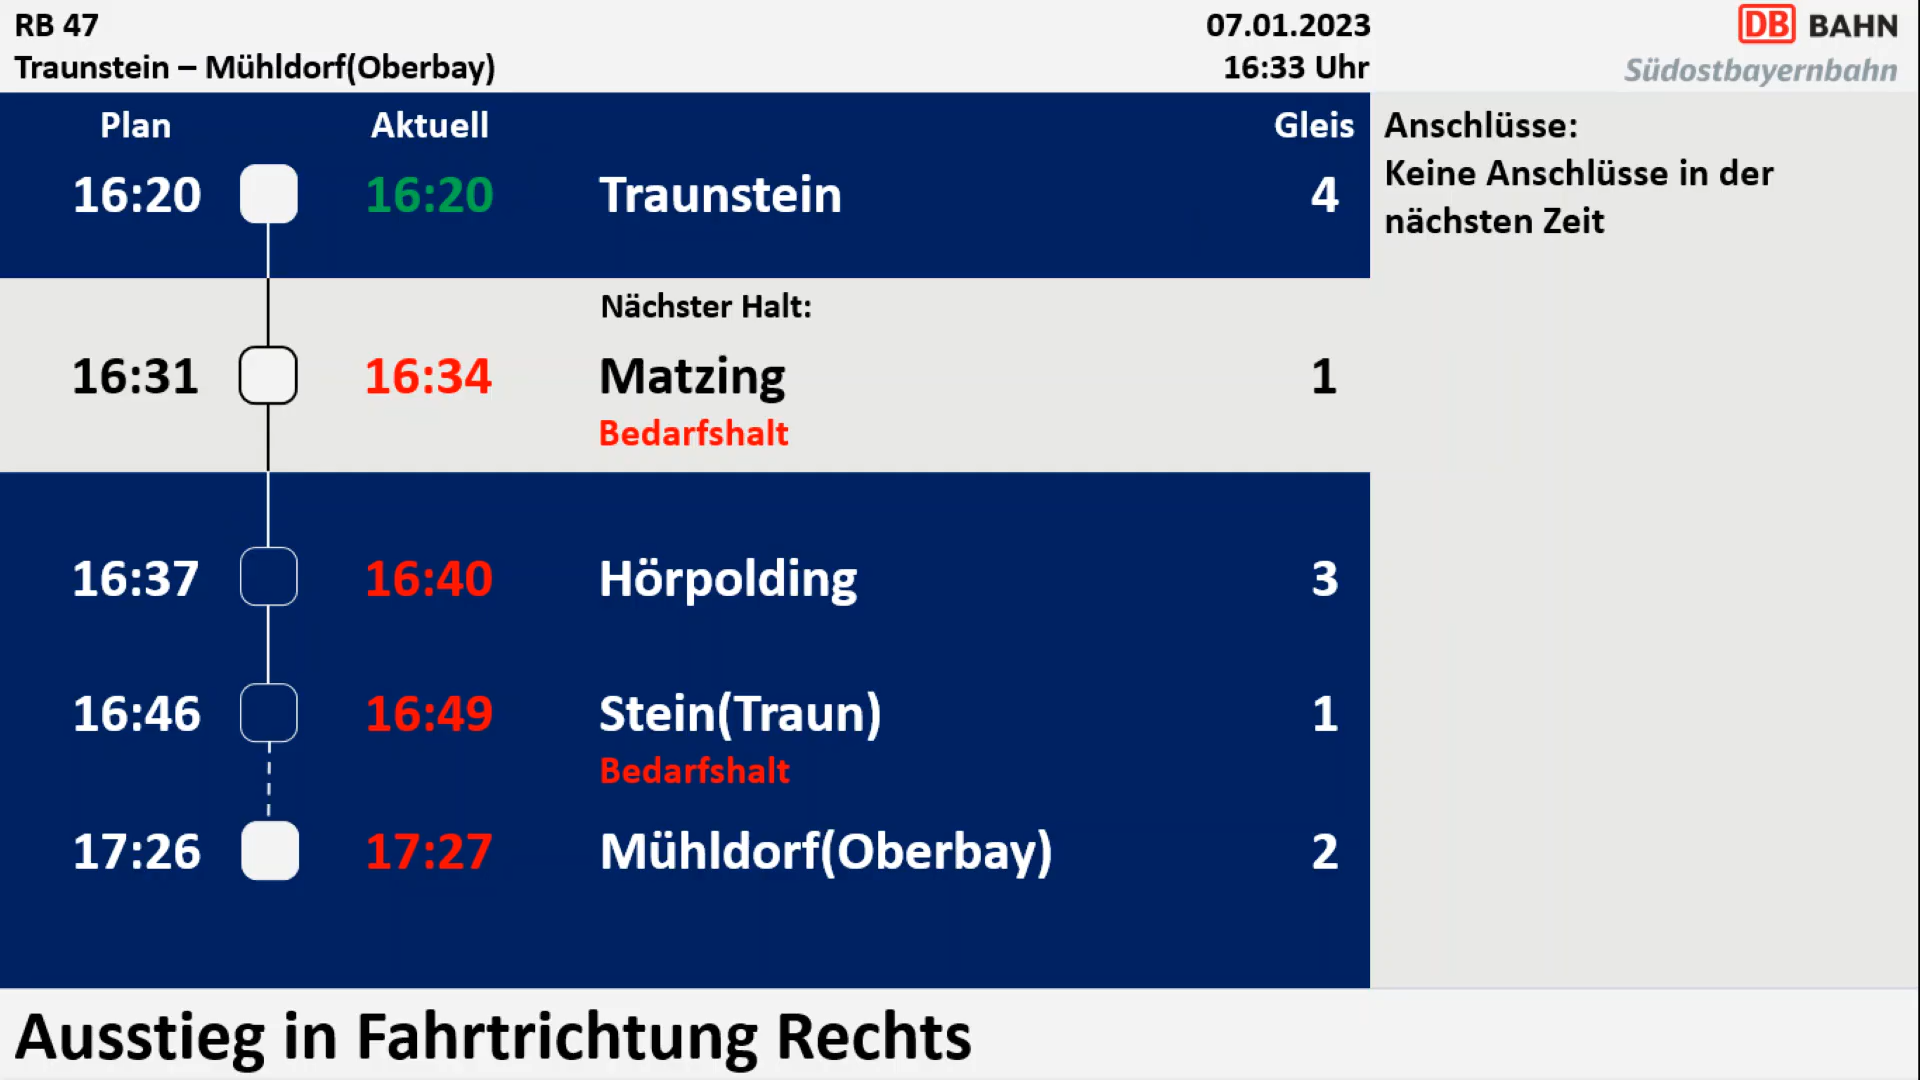 RB 47
Traunstein – Mühldorf(Oberbay)
07.01.2023
16:33 Uhr
DB BAHN
Südostbayernbahn
Plan Aktuell Gleis
16:20 16:20 Traunstein 4
Nächster Halt:
16:31 16:34 Matzing 1
Bedarfshalt
16:37 16:40 Hörpolding 3
16:46 16:49 Stein(Traun) 1
Bedarfshalt
17:26 17:27 Mühldorf(Oberbay) 2
Anschlüsse:
Keine Anschlüsse in der
nächsten Zeit
Ausstieg in Fahrtrichtung Rechts